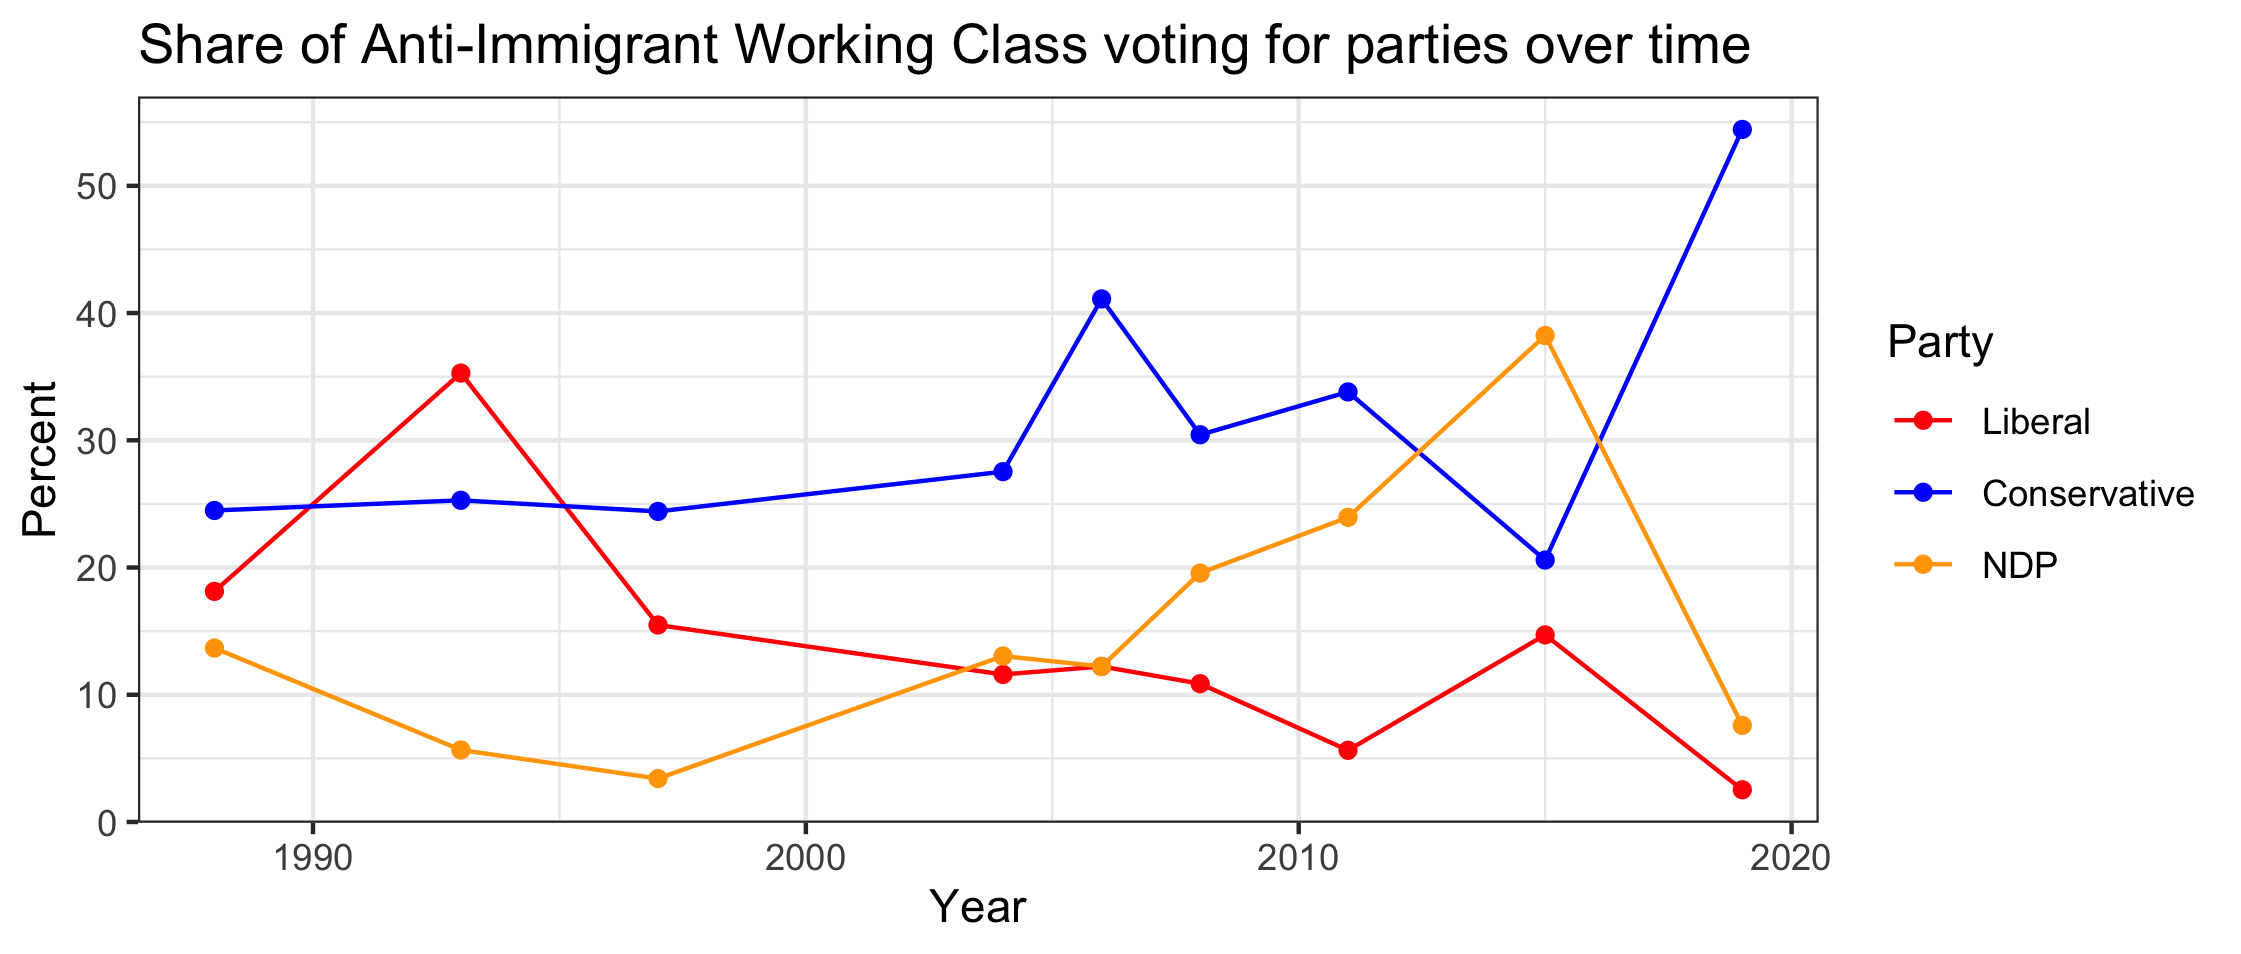 Share of Anti-Immigrant Working Class voting for parties over time
50
40
30
20
10
0
Percent
1990 2000 2010 2020
Year
Party
Liberal
Conservative
NDP